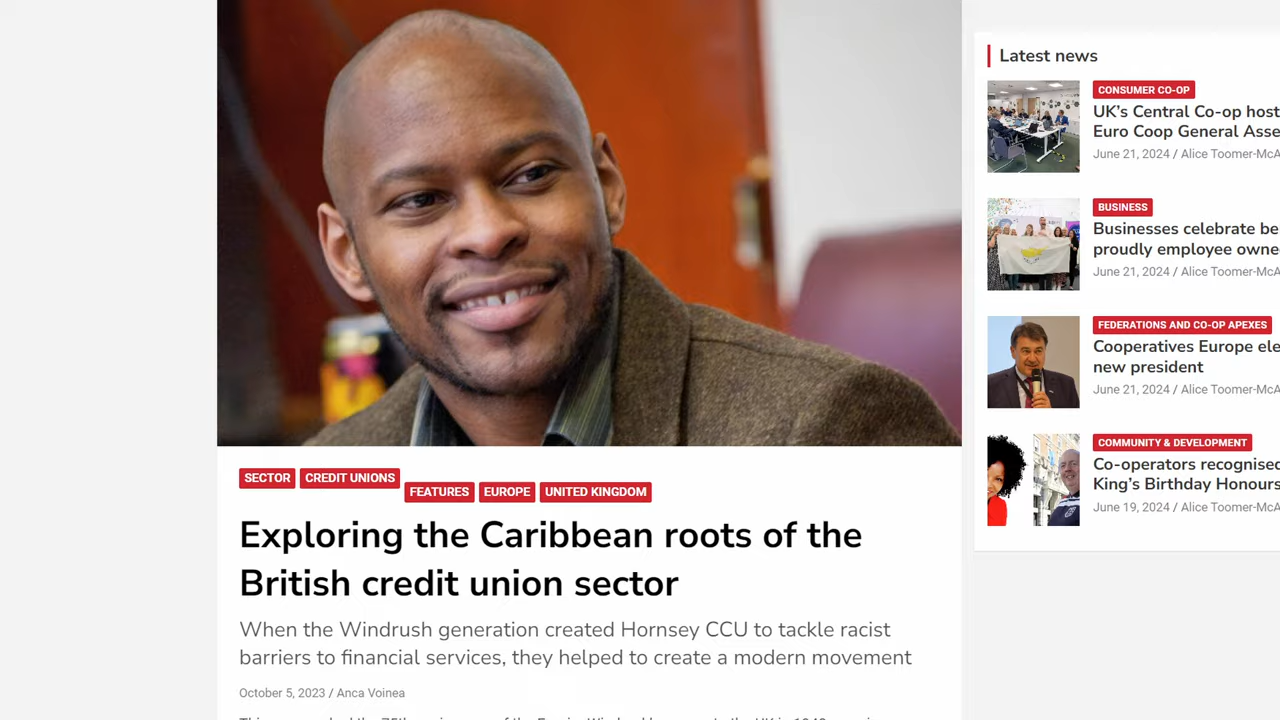 SECTOR CREDIT UNIONS
FEATURES EUROPE UNITED KINGDOM
Exploring the Caribbean roots of the
British credit union sector
When the Windrush generation created Hornsey CCU to tackle racist
barriers to financial services, they helped to create a modern movement
October 5, 2023 / Anca Voinea
Latest news
CONSUMER CO-OP
UK’s Central Co-op host
Euro Coop General Asse
June 21, 2024 / Alice Toomer-McA
BUSINESS
Businesses celebrate be
proudly employee owne
June 21, 2024 / Alice Toomer-McA
FEDERATIONS AND CO-OP APEXES
Cooperatives Europe ele
new president
June 21, 2024 / Alice Toomer-McA
COMMUNITY & DEVELOPMENT
Co-operators recognised
King’s Birthday Honours
June 19, 2024 / Alice Toomer-McA